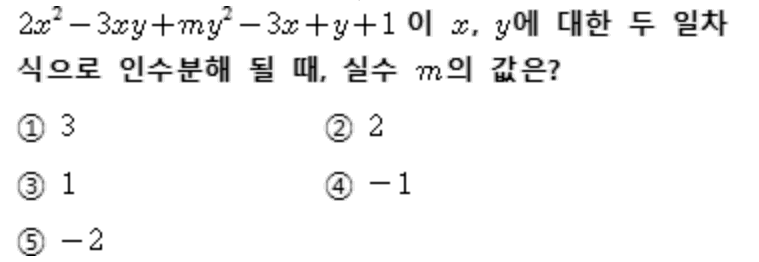 2x²−3xy+my²−3x+y+1 이 x, y에 대한 두 일차
식으로 인수분해 될 때, 실수 m의 값은?
① 3 ② 2
③ 1 ④ −1
⑤ −2